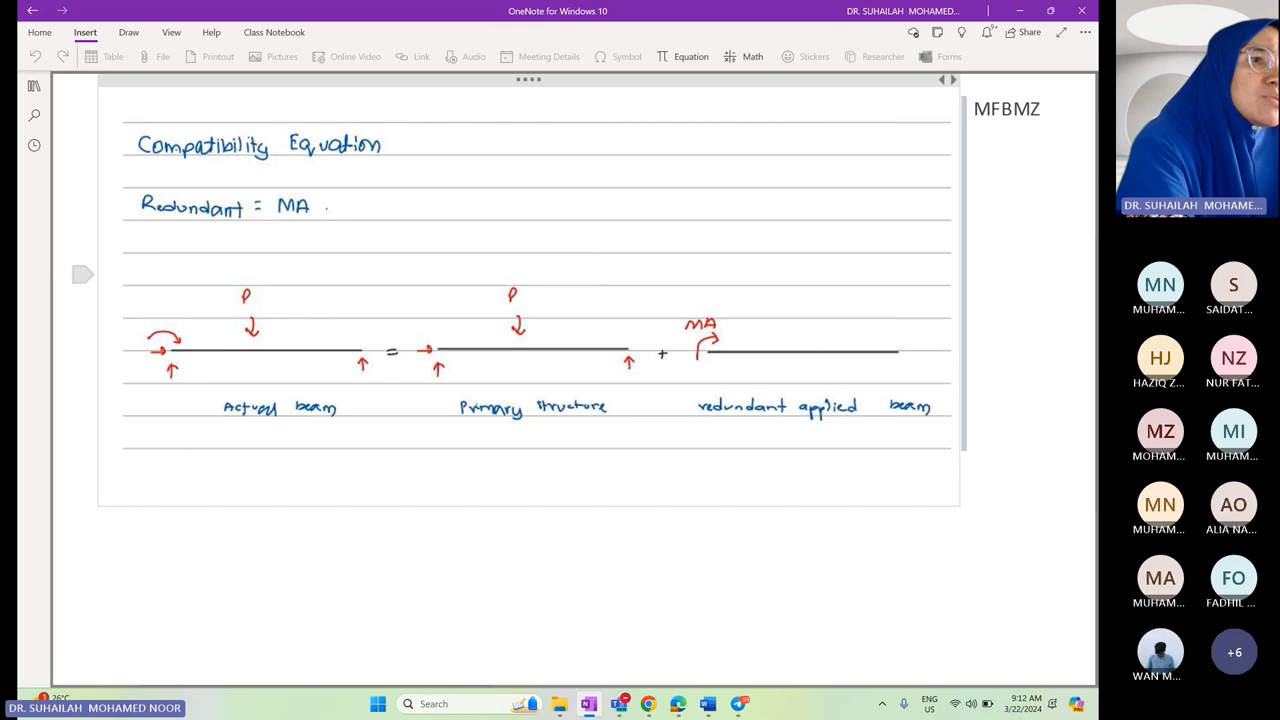 OneNote for Windows 10
DR. SUHAILAH MOHAMED...
Home Insert Draw View Help Class Notebook
Share
Table File Printout Pictures Online Video Link Audio Meeting Details Symbol Equation Math Stickers Researcher Forms
MFBMZ
Compatibility Equation
Redundant = MA .
P
P
MA
=
+
Actual beam
Primary structure
redundant applied beam
DR. SUHAILAH MOHAME...
MN
S
MUHAM...
SAIDAT...
HJ
NZ
HAZIQ Z...
NUR FAT...
MZ
MI
MOHAM...
MUHAM...
MN
AO
MUHAM...
ALIA NA...
MA
FO
MUHAM...
FADHIL ...
+6
WAN M...
26°C
DR. SUHAILAH MOHAMED NOOR
Search
ENG
US
9:12 AM
3/22/2024